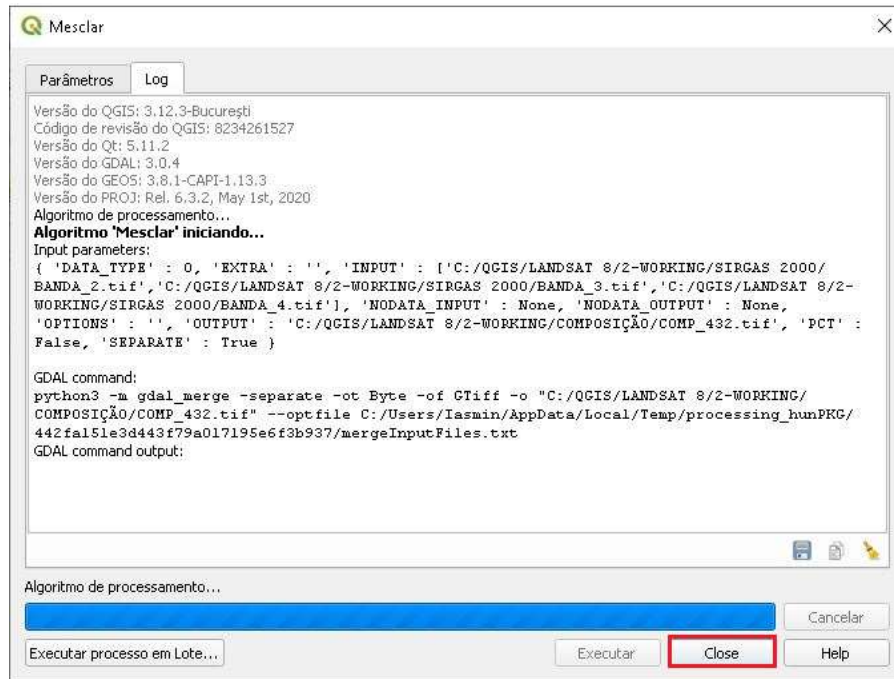 Mesclar
Parâmetros Log
Versão do QGIS: 3.12.3-București
Código de revisão do QGIS: 8234261527
Versão do Qt: 5.11.2
Versão do GDAL: 3.0.4
Versão do GEOS: 3.8.1-CAPI-1.13.3
Versão do PROJ: Rel. 6.3.2, May 1st, 2020
Algoritmo de processamento…
Algoritmo 'Mesclar' iniciando…
Input parameters:
{ 'DATA_TYPE' : 0, 'EXTRA' : '', 'INPUT' : ['C:/QGIS/LANDSAT 8/2-WORKING/SIRGAS 2000/
BANDA_2.tif','C:/QGIS/LANDSAT 8/2-WORKING/SIRGAS 2000/BANDA_3.tif','C:/QGIS/LANDSAT 8/2-
WORKING/SIRGAS 2000/BANDA_4.tif'], 'NODATA_INPUT' : None, 'NODATA_OUTPUT' : None,
'OPTIONS' : '', 'OUTPUT' : 'C:/QGIS/LANDSAT 8/2-WORKING/COMPOSIÇÃO/COMP_432.tif', 'PCT' :
False, 'SEPARATE' : True }
GDAL command:
python3 -m gdal_merge -separate -ot Byte -of GTiff -o "C:/QGIS/LANDSAT 8/2-WORKING/
COMPOSIÇÃO/COMP_432.tif" --optfile C:/Users/Iasmin/AppData/Local/Temp/processing_hunPKG/
442fa151e3d443f79a017195e6f3b937/mergeInputFiles.txt
GDAL command output:
Algoritmo de processamento…
Cancelar
Executar processo em Lote… Executar Close Help